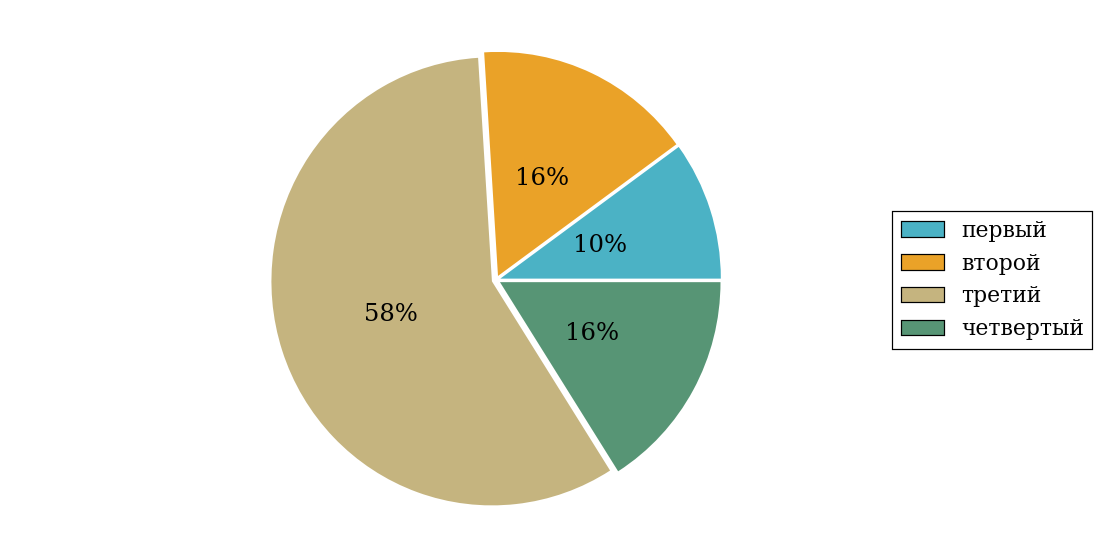 16%
10%
58%
16%
первый
второй
третий
четвертый